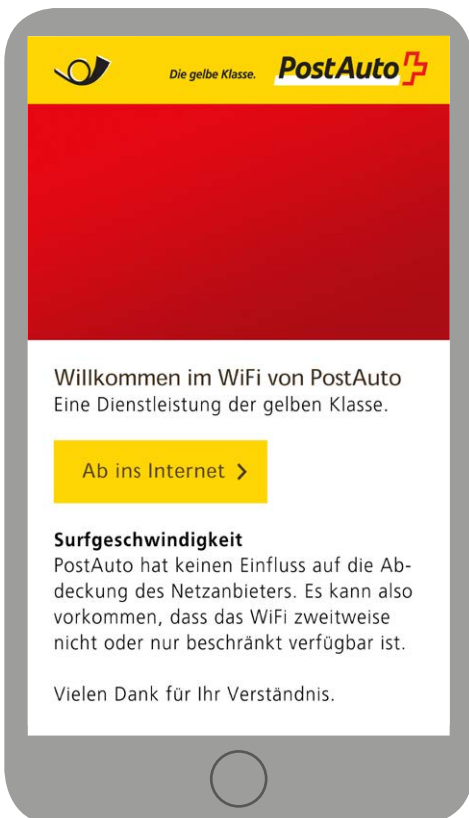 Die gelbe Klasse. PostAuto
Willkommen im WiFi von PostAuto
Eine Dienstleistung der gelben Klasse.
Ab ins Internet
Surfgeschwindigkeit
PostAuto hat keinen Einfluss auf die Ab-
deckung des Netzanbieters. Es kann also
vorkommen, dass das WiFi zweitweise
nicht oder nur beschränkt verfügbar ist.
Vielen Dank für Ihr Verständnis.